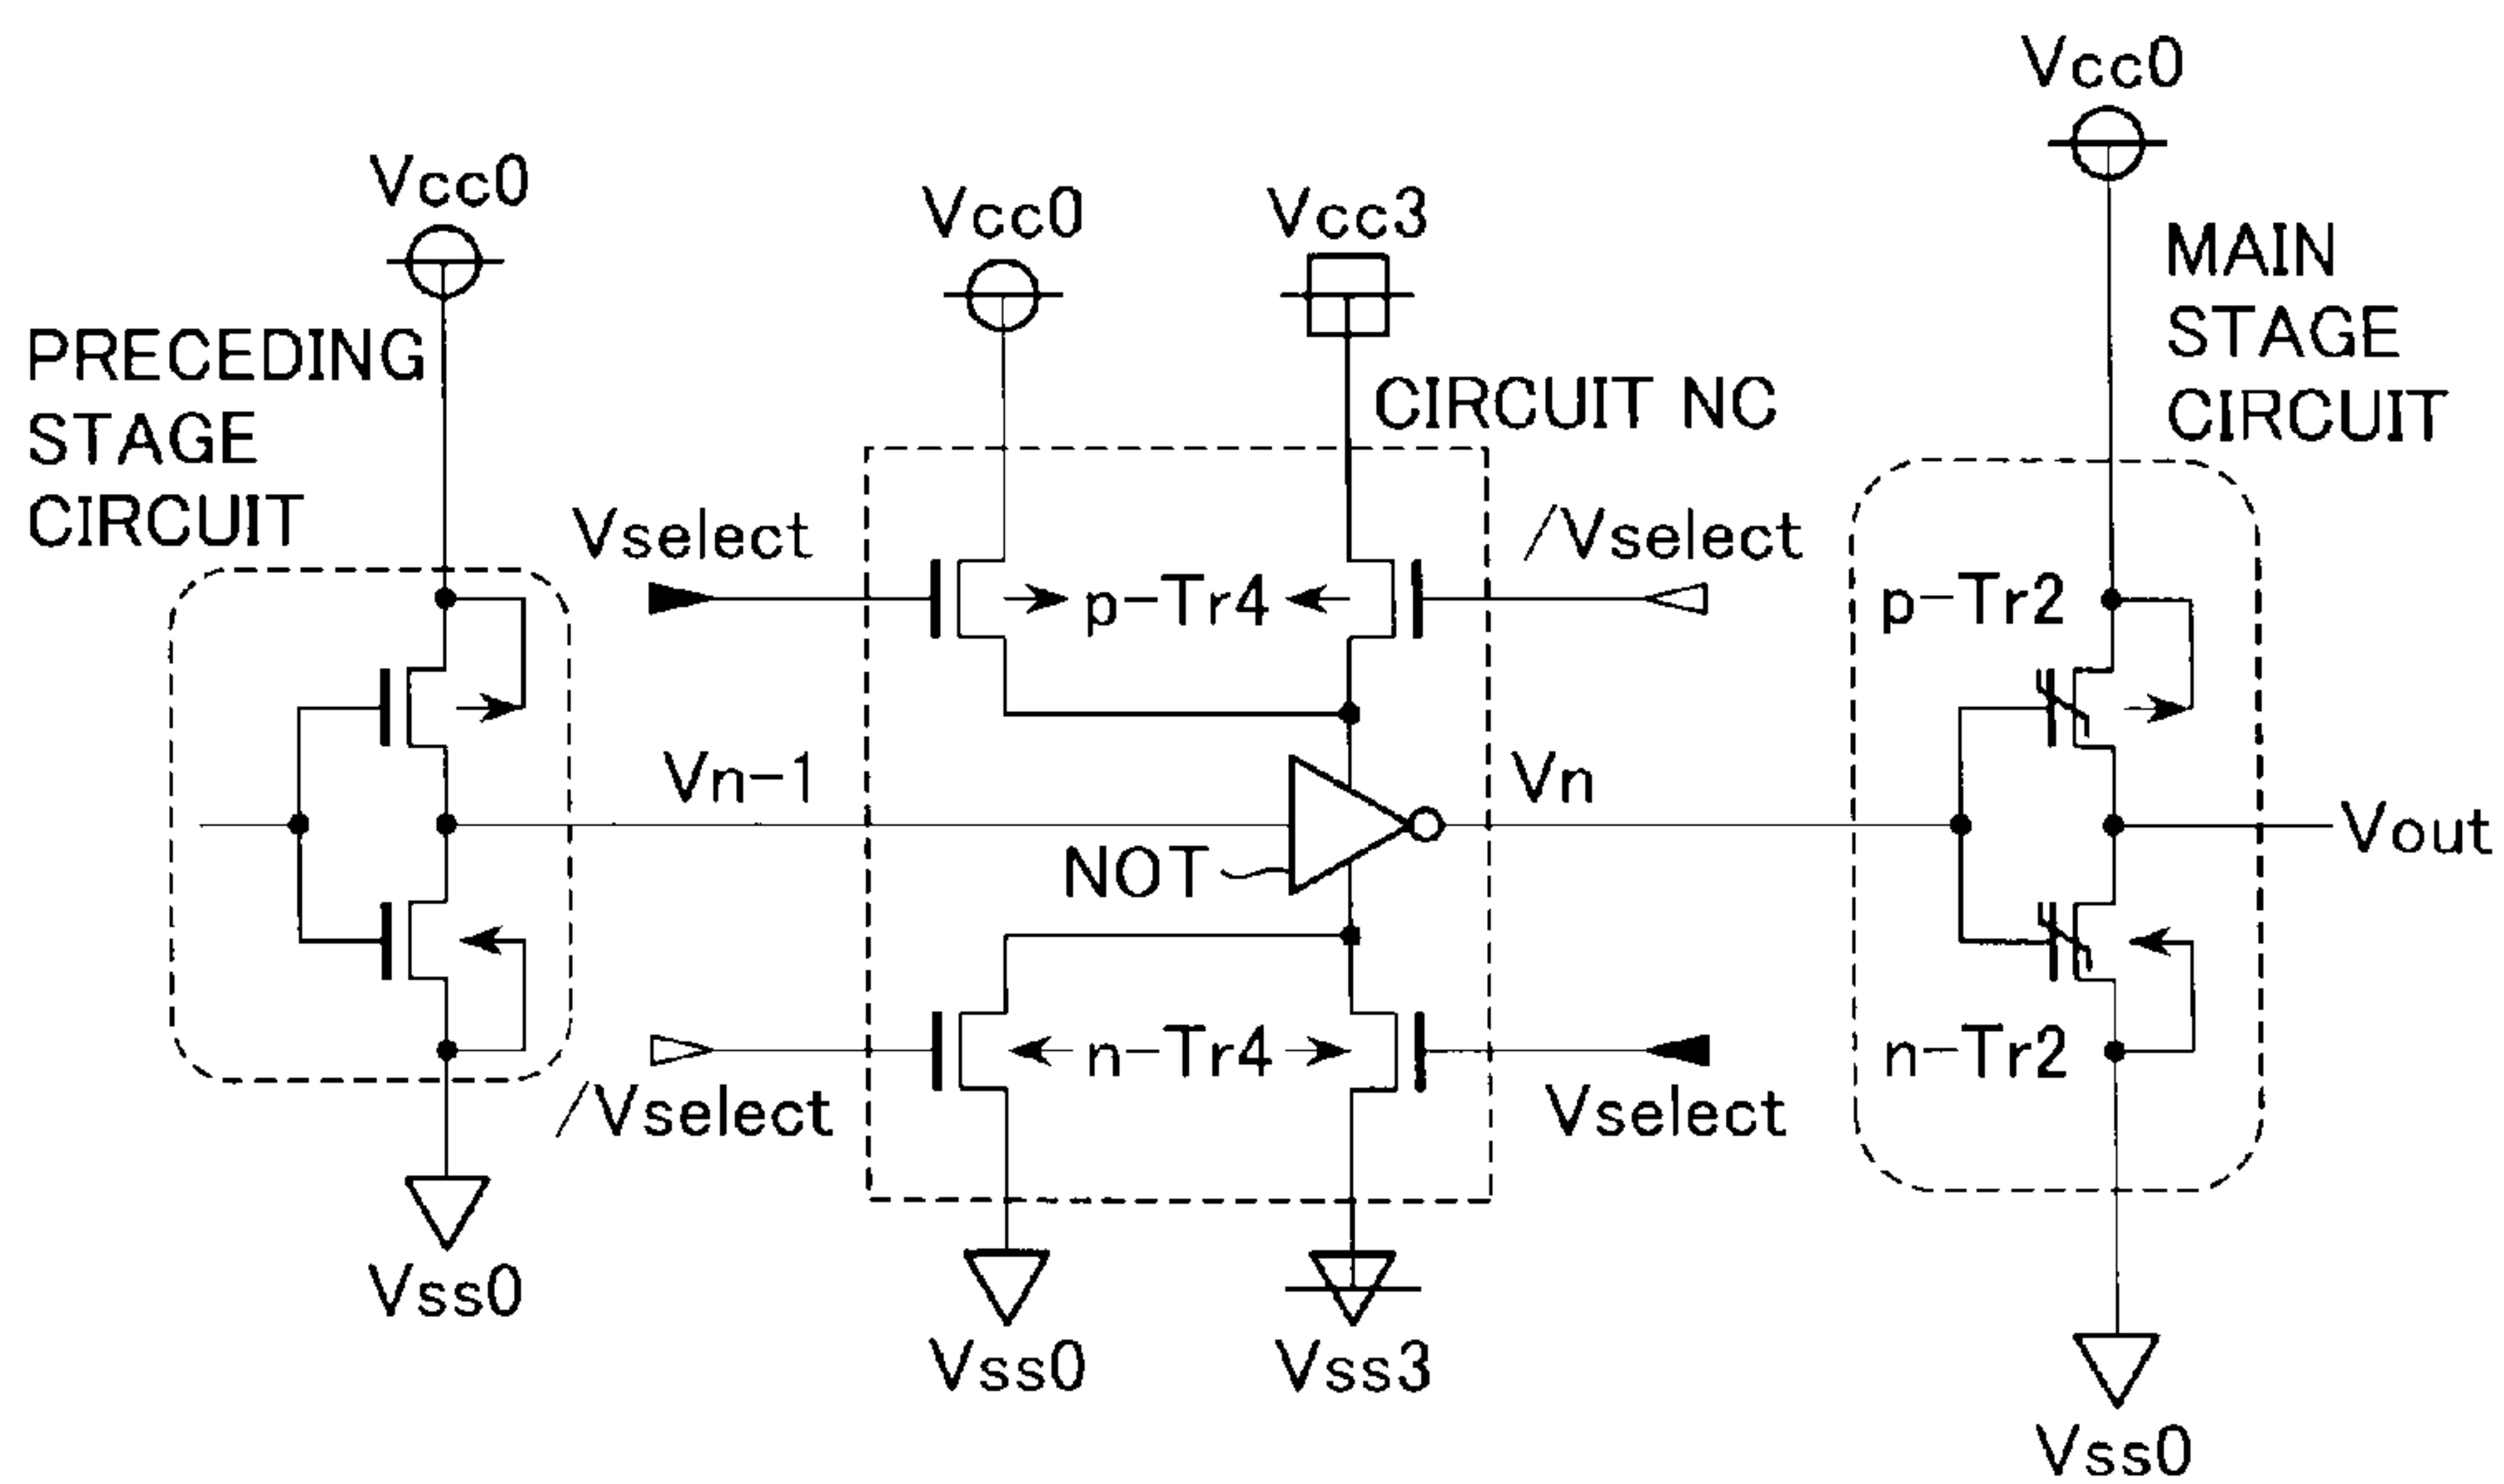 Vcc0
Vcc0
Vcc0
Vcc3
MAIN
STAGE
CIRCUIT
PRECEDING
STAGE
CIRCUIT
CIRCUIT NC
Vselect
/Vselect
p-Tr4
p-Tr2
Vn-1
Vn
Vout
NOT
n-Tr4
n-Tr2
/Vselect
Vselect
Vss0
Vss0
Vss3
Vss0